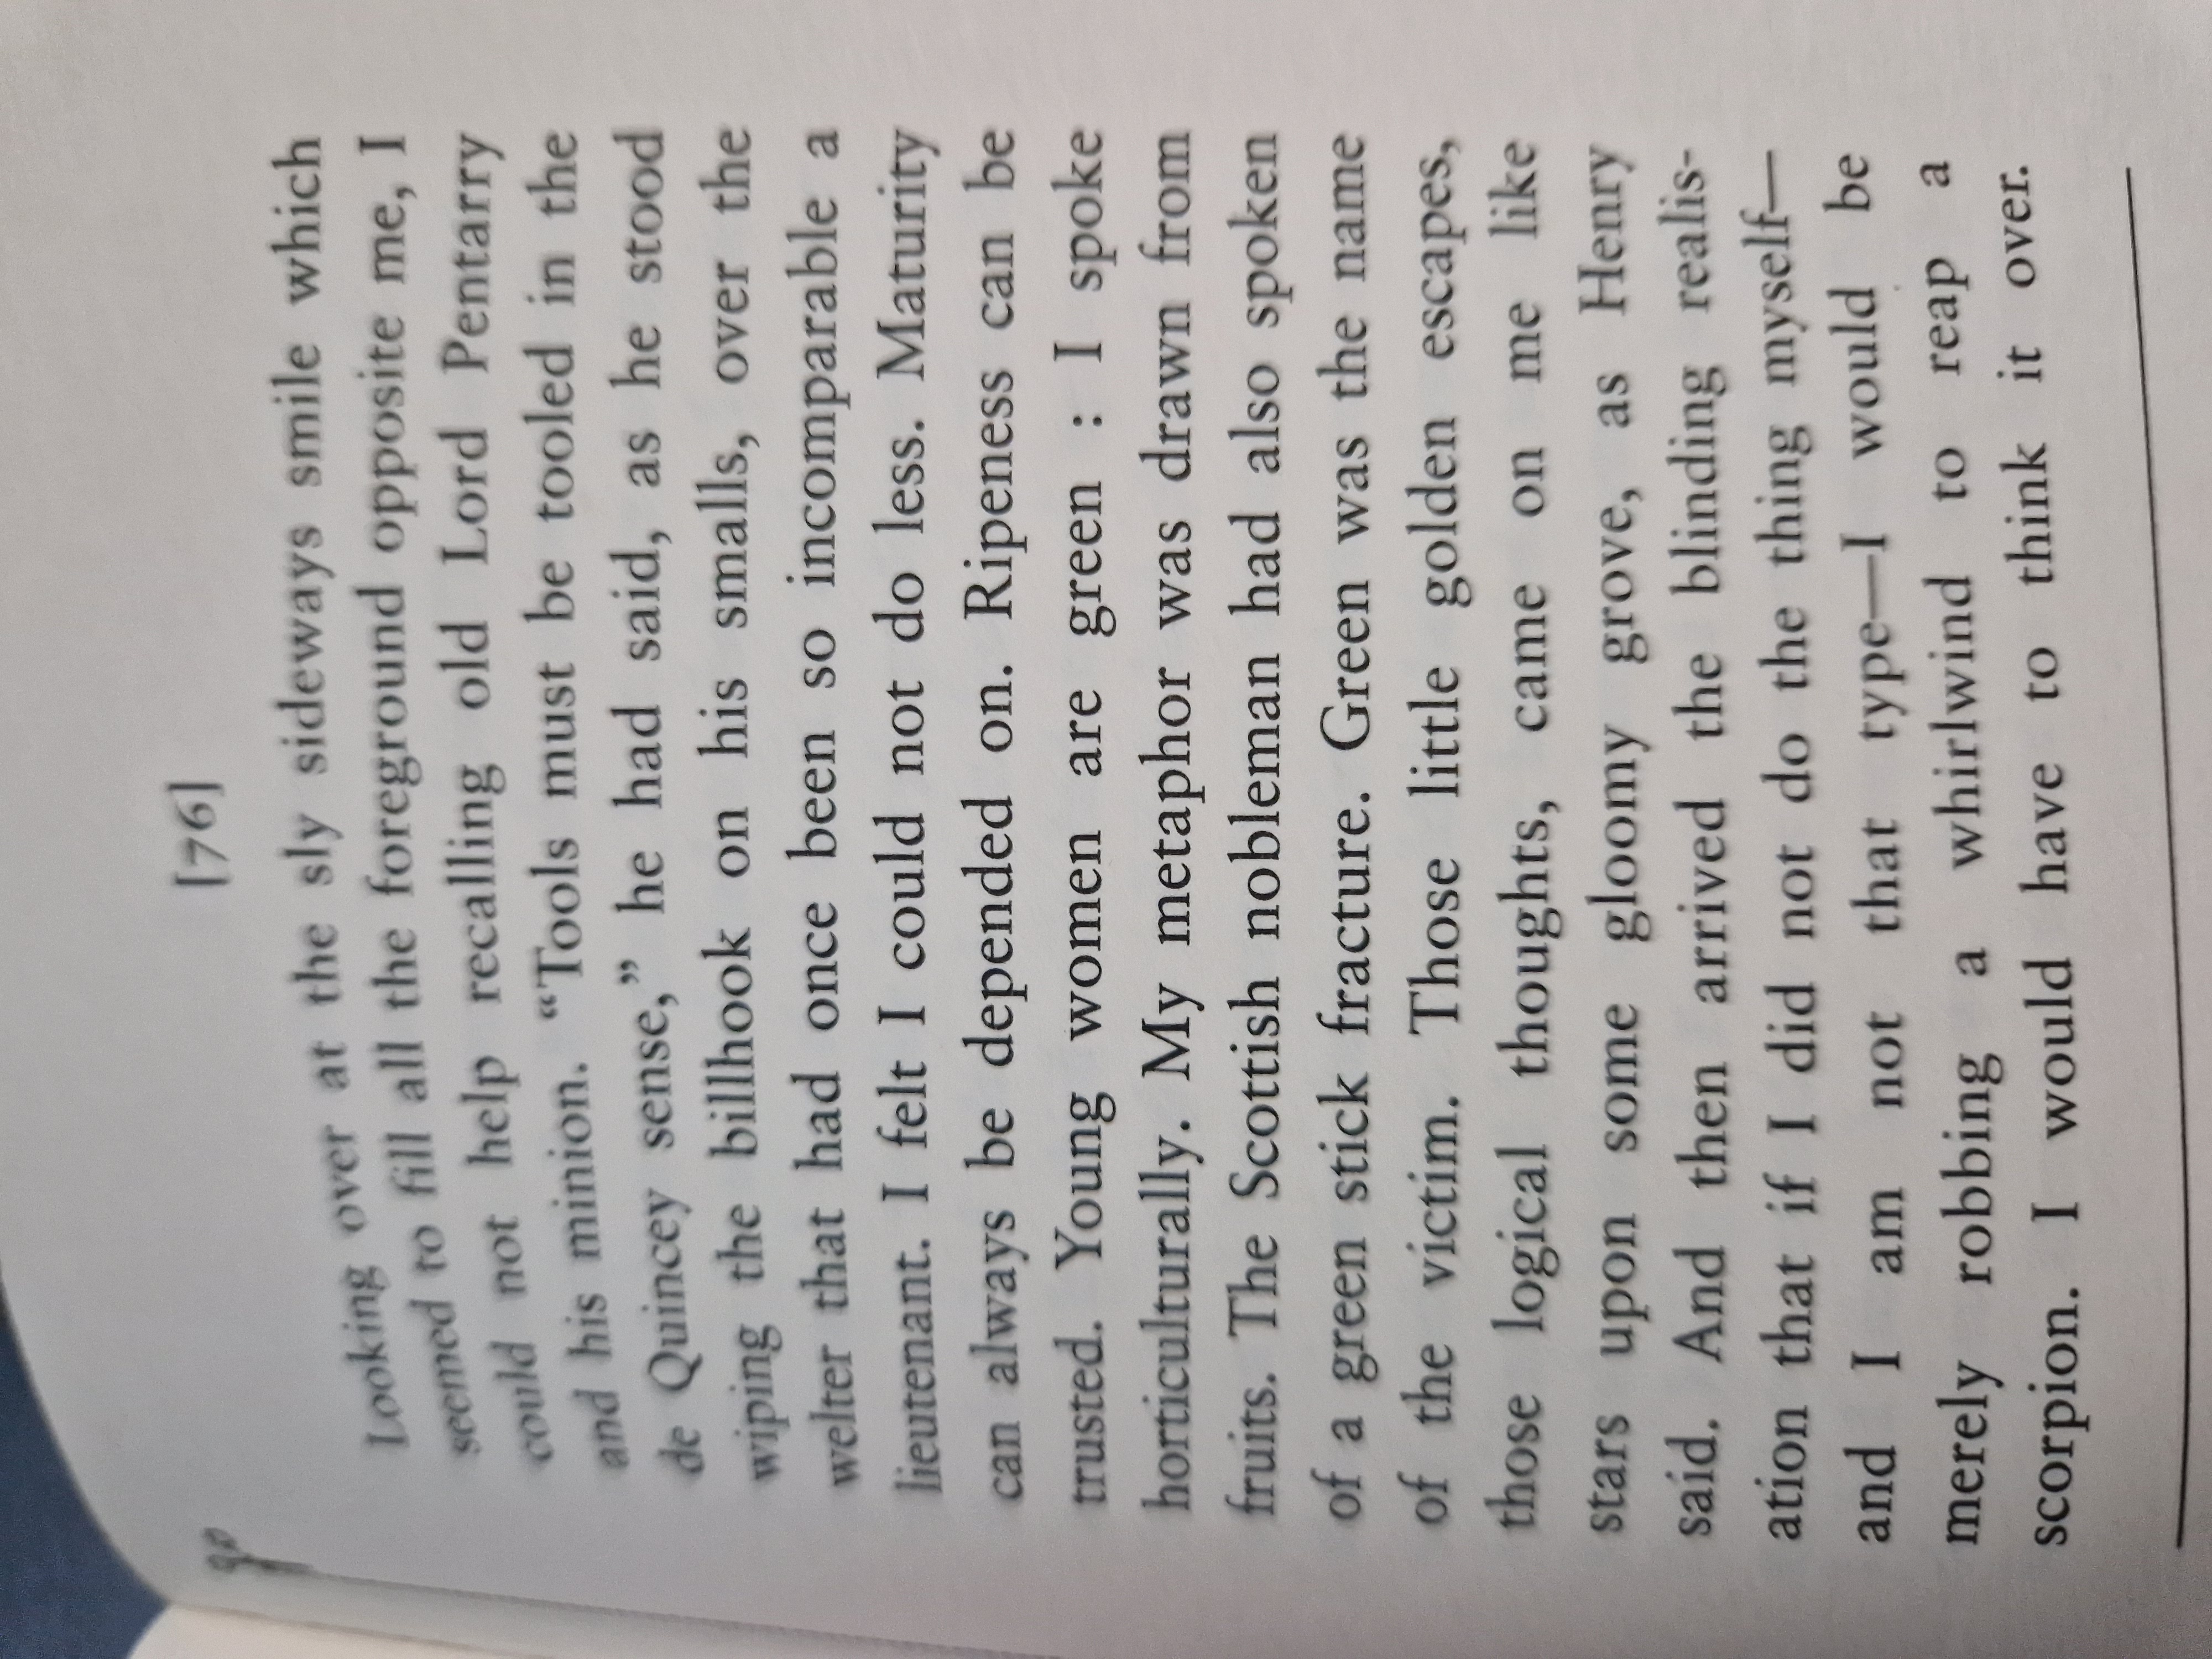 [76]
Looking over at the sly sideways smile which
seemed to fill all the foreground opposite me, I
could not help recalling old Lord Pentarry
and his minion. “Tools must be tooled in the
de Quincey sense,” he had said, as he stood
wiping the billhook on his smalls, over the
welter that had once been so incomparable a
lieutenant. I felt I could not do less. Maturity
can always be depended on. Ripeness can be
trusted. Young women are green : I spoke
horticulturally. My metaphor was drawn from
fruits. The Scottish nobleman had also spoken
of a green stick fracture. Green was the name
of the victim. Those little golden escapes,
those logical thoughts, came on me like
stars upon some gloomy grove, as Henry
said. And then arrived the blinding realis-
ation that if I did not do the thing myself—
and I am not that type—I would be
merely robbing a whirlwind to reap a
scorpion. I would have to think it over.